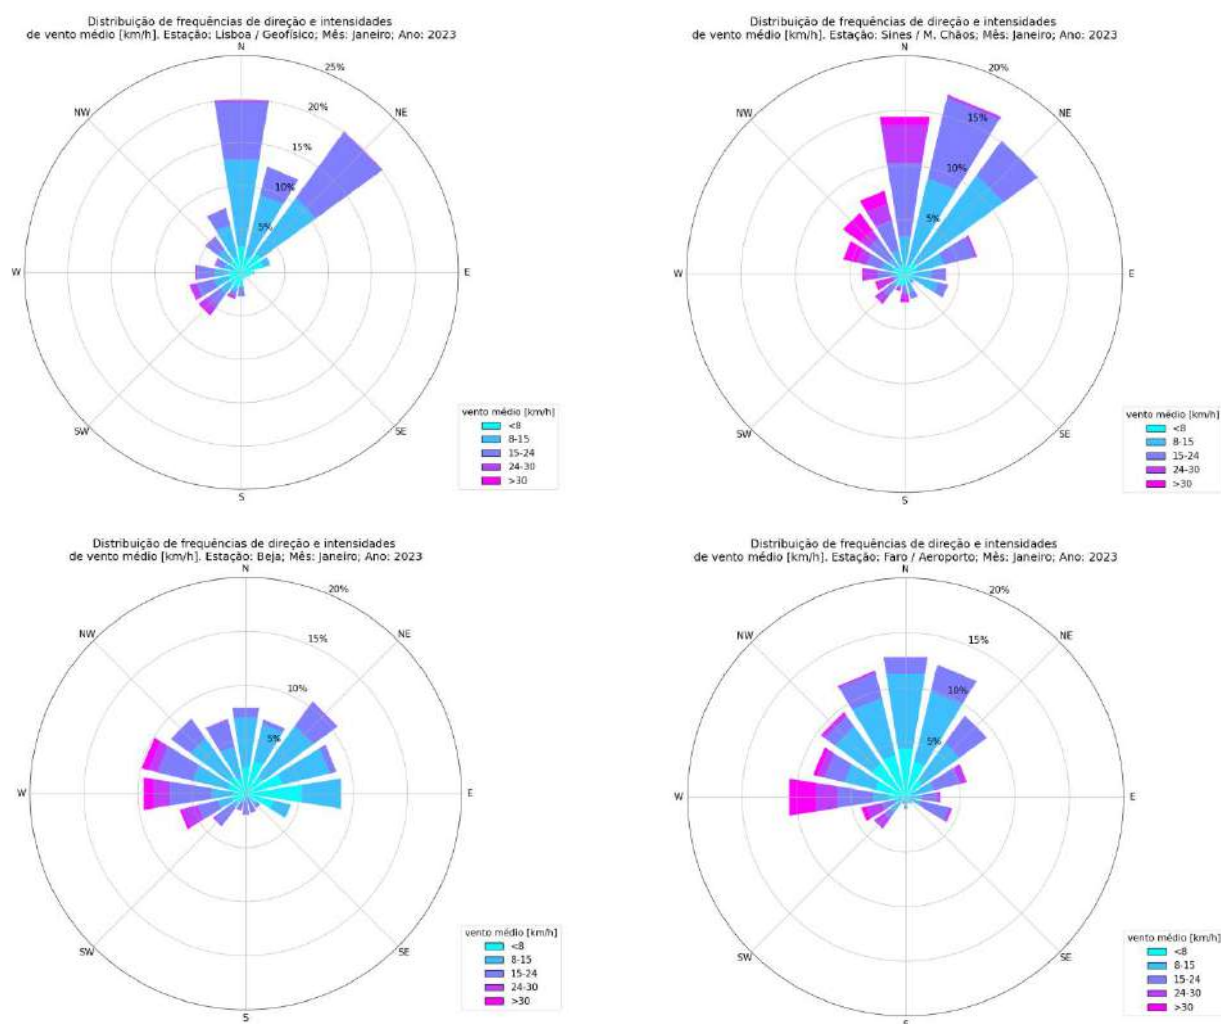 Distribuição de frequências de direção e intensidades
de vento médio [km/h]. Estação: Lisboa / Geofísico; Mês: Janeiro; Ano: 2023
N
25%
NW
20%
NE
15%
10%
5%
W
E
SW
SE
S
vento médio [km/h]
<8
8-15
15-24
24-30
>30
Distribuição de frequências de direção e intensidades
de vento médio [km/h]. Estação: Sines / M. Chãos; Mês: Janeiro; Ano: 2023
N
20%
NW
NE
15%
10%
5%
W
E
SW
SE
S
vento médio [km/h]
<8
8-15
15-24
24-30
>30
Distribuição de frequências de direção e intensidades
de vento médio [km/h]. Estação: Beja; Mês: Janeiro; Ano: 2023
N
20%
NW
15%
NE
10%
5%
W
E
SW
SE
S
vento médio [km/h]
<8
8-15
15-24
24-30
>30
Distribuição de frequências de direção e intensidades
de vento médio [km/h]. Estação: Faro / Aeroporto; Mês: Janeiro; Ano: 2023
N
20%
NW
15%
NE
10%
5%
W
E
SW
SE
S
vento médio [km/h]
<8
8-15
15-24
24-30
>30